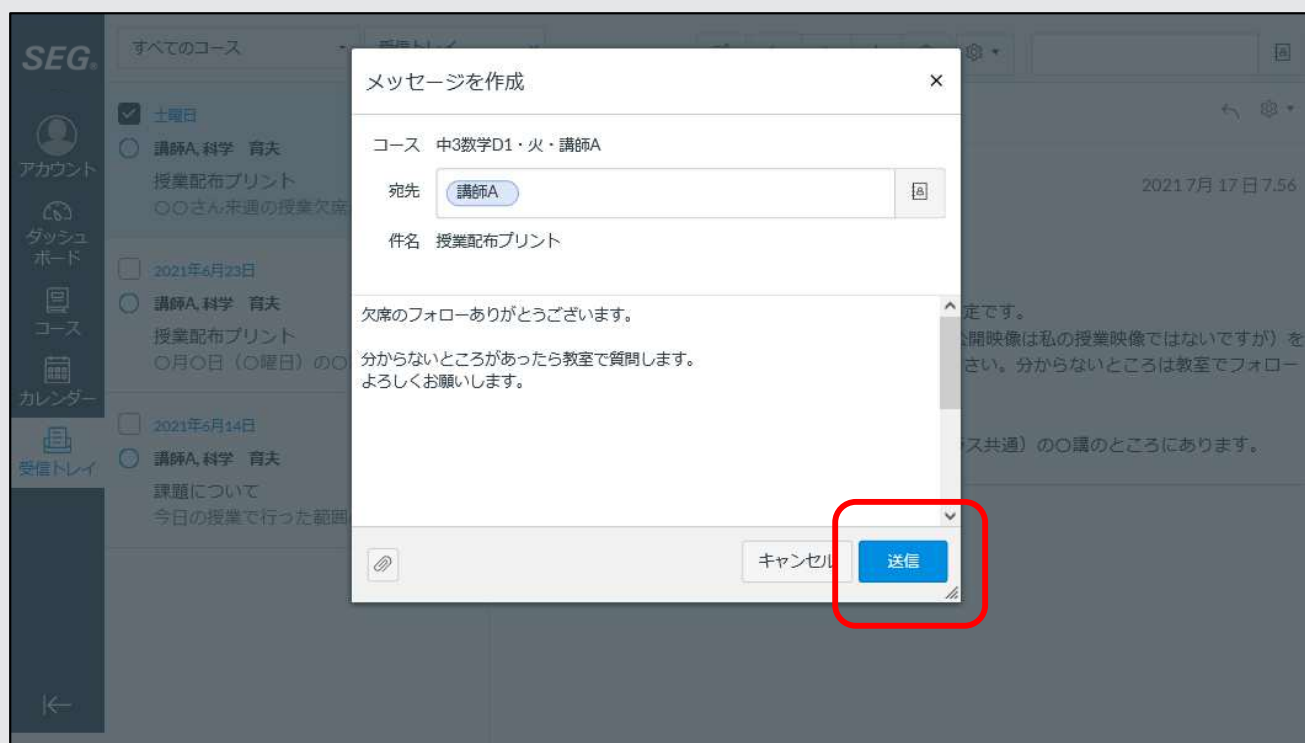 SEG
すべてのコース
受信トレイ
アカウント
ダッシュ
ボード
コース
カレンダー
受信トレイ
土曜日
講師A, 科学 育夫
授業配布プリント
〇〇さん来週の授業欠席
2021年6月23日
講師A, 科学 育夫
授業配布プリント
〇月〇日(〇曜日)の〇
2021年6月14日
講師A, 科学 育夫
課題について
今日の授業で行った範囲
メッセージを作成
コース 中3数学D1・火・講師A
宛先 講師A
件名 授業配布プリント
欠席のフォローありがとうございます。
分からないところがあったら教室で質問します。
よろしくお願いします。
キャンセル 送信
2021 7月 17 日 7.56
定です。
開映像は私の授業映像ではないですが)を
さい。分からないところは教室でフォロー
ス共通)の〇講のところにあります。